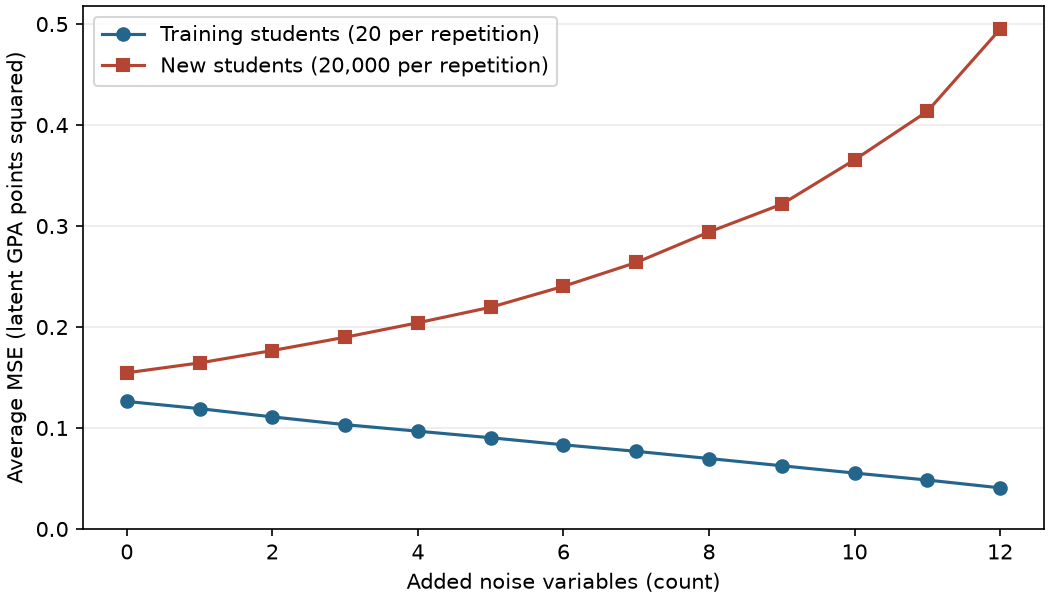 Training students (20 per repetition)
New students (20,000 per repetition)
Average MSE (latent GPA points squared)
0.5
0.4
0.3
0.2
0.1
0.0
0 2 4 6 8 10 12
Added noise variables (count)